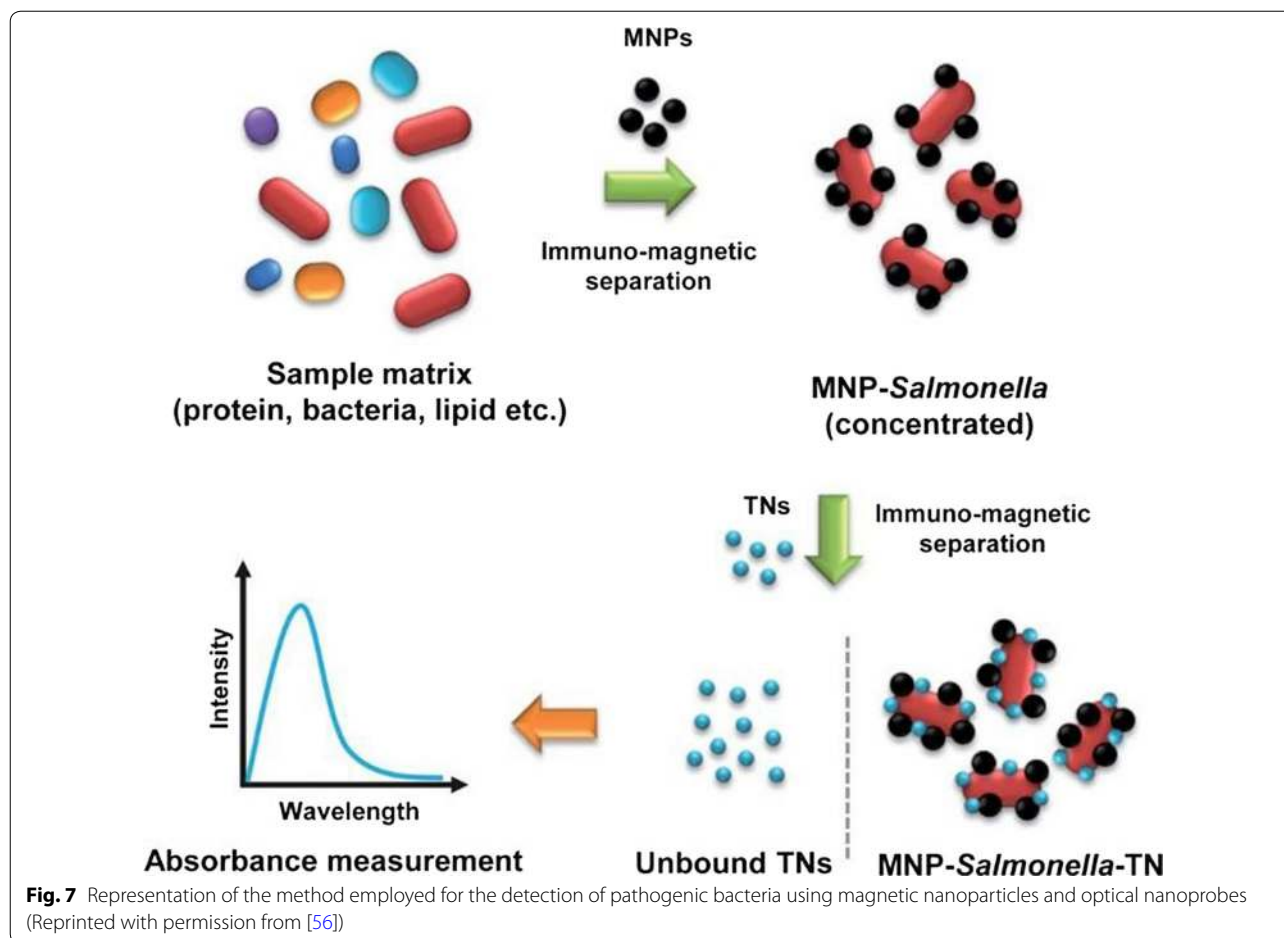 MNPs
Immuno-magnetic
separation
Sample matrix
(protein, bacteria, lipid etc.)
MNP-Salmonella
(concentrated)
TNs
Immuno-magnetic
separation
Intensity
Wavelength
Absorbance measurement
Unbound TNs
MNP-Salmonella-TN
Fig. 7 Representation of the method employed for the detection of pathogenic bacteria using magnetic nanoparticles and optical nanoprobes
(Reprinted with permission from [56])